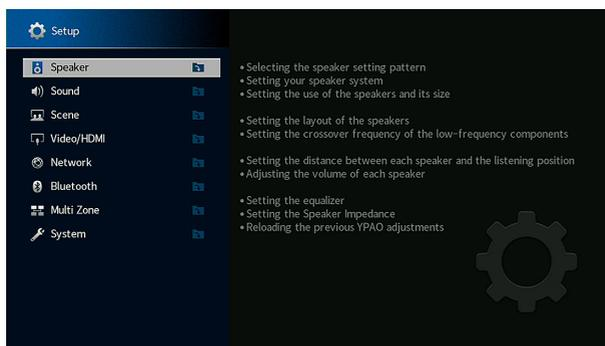 Setup
Speaker
Sound
Scene
Video/HDMI
Network
Bluetooth
Multi Zone
System
•Selecting the speaker setting pattern
•Setting your speaker system
•Setting the use of the speakers and its size
•Setting the layout of the speakers
•Setting the crossover frequency of the low-frequency components
•Setting the distance between each speaker and the listening position
•Adjusting the volume of each speaker
•Setting the equalizer
•Setting the Speaker Impedance
•Reloading the previous YPAO adjustments